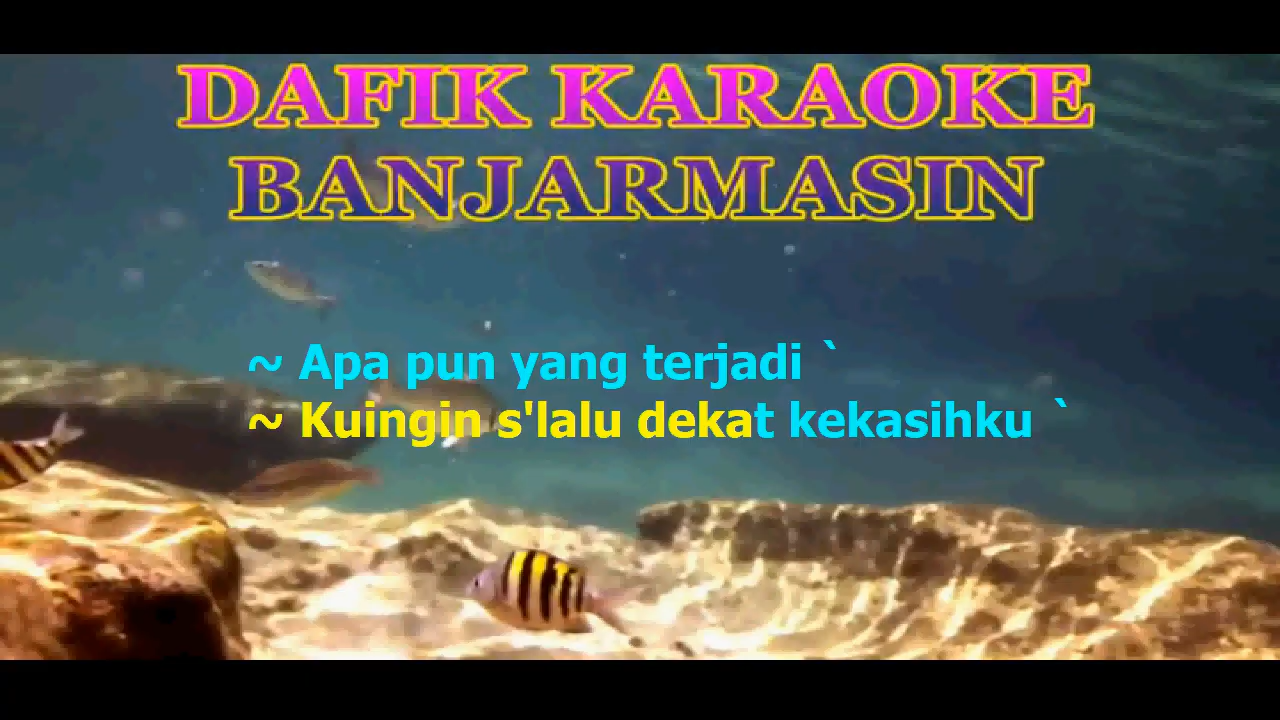 DAFIK KARAOKE
BANJARMASIN
~ Apa pun yang terjadi `
~ Kuingin s'lalu dekat kekasihku `